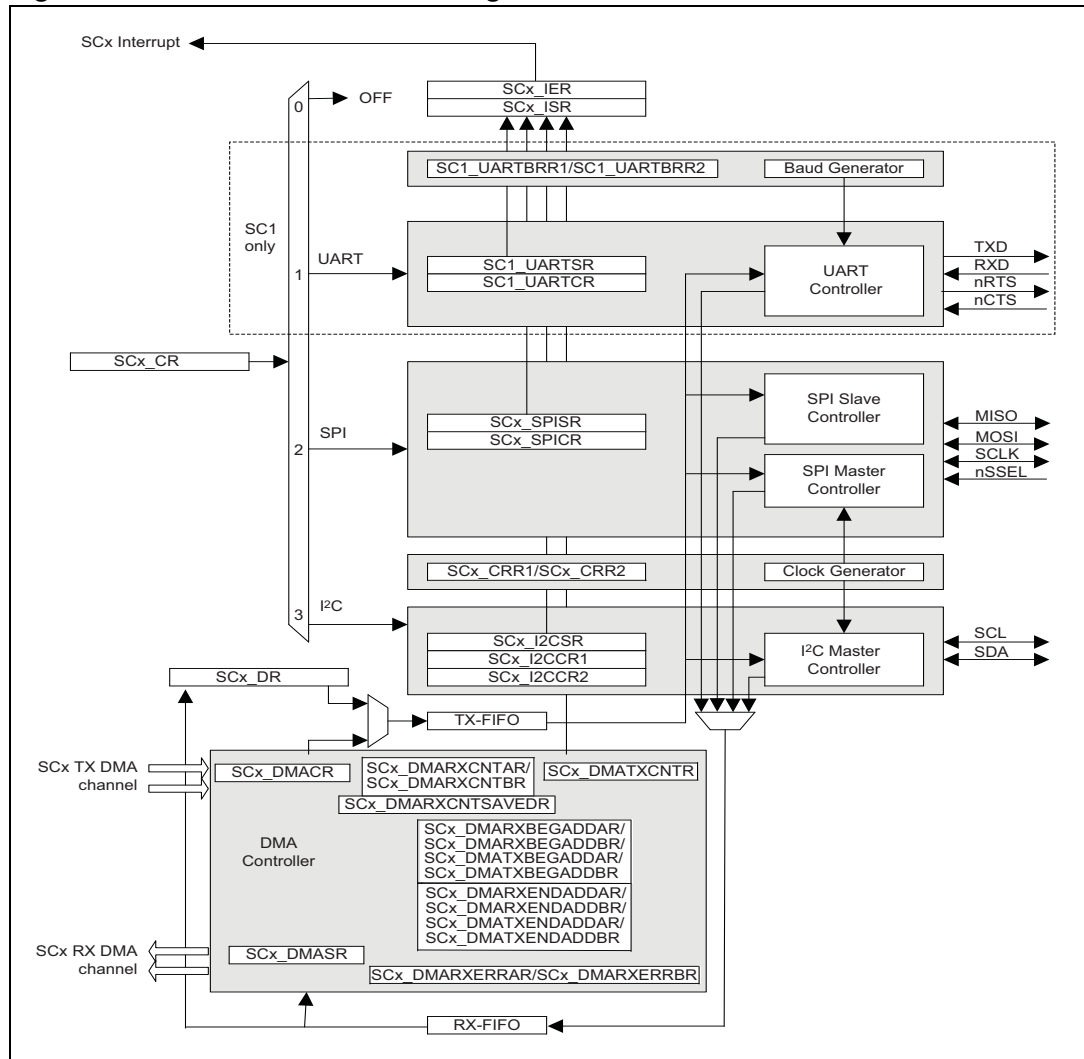 SCx Interrupt
0
OFF
SCx_IER
SCx_ISR
SC1_UARTBRR1/SC1_UARTBRR2
Baud Generator
SC1
only
1
UART
SC1_UARTSR
SC1_UARTCR
UART
Controller
TXD
RXD
nRTS
nCTS
SCx_CR
2
SPI
SCx_SPISR
SCx_SPICR
SPI Slave
Controller
SPI Master
Controller
MISO
MOSI
SCLK
nSSEL
SCx_CRR1/SCx_CRR2
Clock Generator
3
I²C
SCx_I2CSR
SCx_I2CCR1
SCx_I2CCR2
I²C Master
Controller
SCL
SDA
SCx_DR
TX-FIFO
SCx TX DMA
channel
SCx_DMACR
SCx_DMARXCNTAR/
SCx_DMARXCNTBR
SCx_DMATXCNTR
SCx_DMARXCNTSAVEDR
DMA
Controller
SCx_DMARXBEGADDAR/
SCx_DMARXBEGADDBR/
SCx_DMATXBEGADDAR/
SCx_DMATXBEGADDBR
SCx_DMARXENDADDAR/
SCx_DMARXENDADDBR/
SCx_DMATXENDADDAR/
SCx_DMATXENDADDBR
SCx RX DMA
channel
SCx_DMASR
SCx_DMARXERRAR/SCx_DMARXERRBR
RX-FIFO